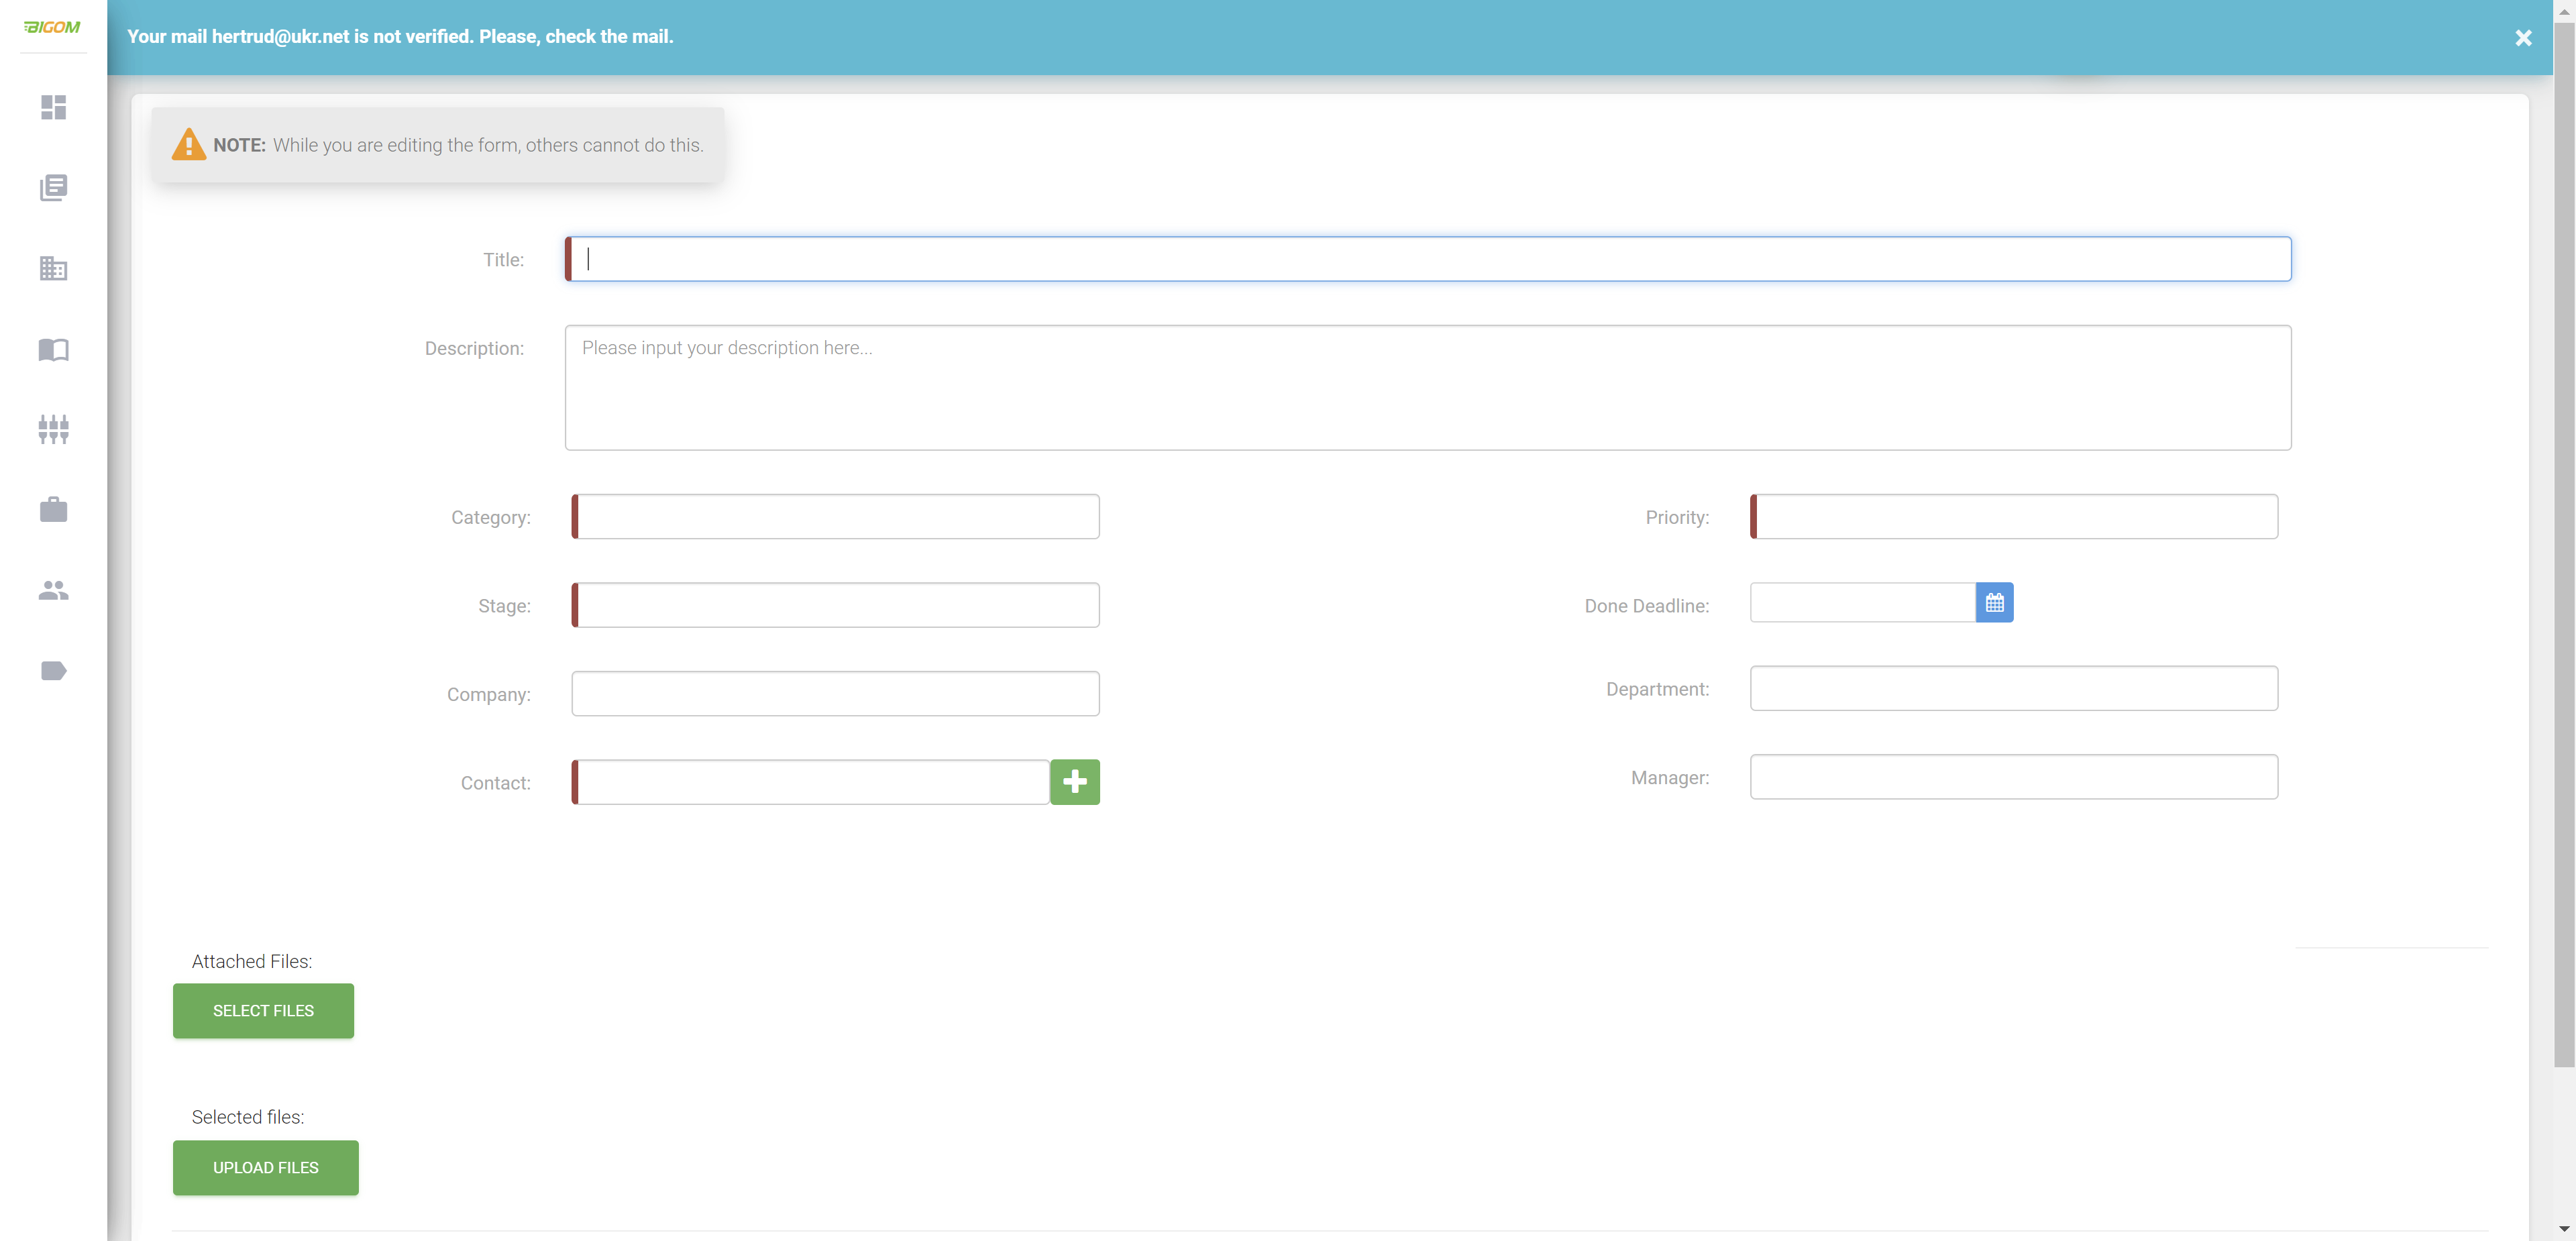 BIGOM
Your mail hertrud@ukr.net is not verified. Please, check the mail.
NOTE: While you are editing the form, others cannot do this.
Title:
Description:
Please input your description here...
Category:
Priority:
Stage:
Done Deadline:
Company:
Department:
Contact:
Manager:
Attached Files:
SELECT FILES
Selected files:
UPLOAD FILES